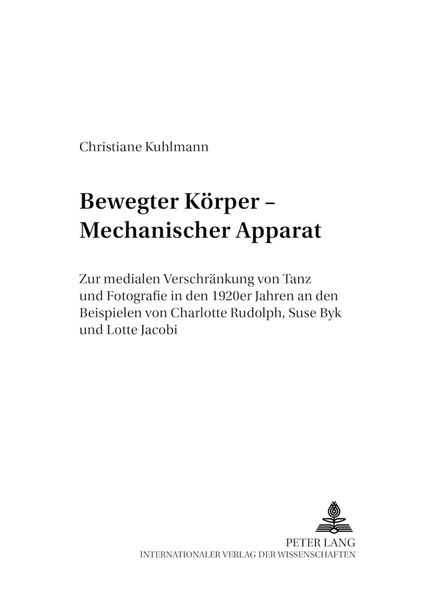 Christiane Kuhlmann
Bewegter Körper –
Mechanischer Apparat
Zur medialen Verschränkung von Tanz
und Fotografie in den 1920er Jahren an den
Beispielen von Charlotte Rudolph, Suse Byk
und Lotte Jacobi
PETER LANG
INTERNATIONALER VERLAG DER WISSENSCHAFTEN